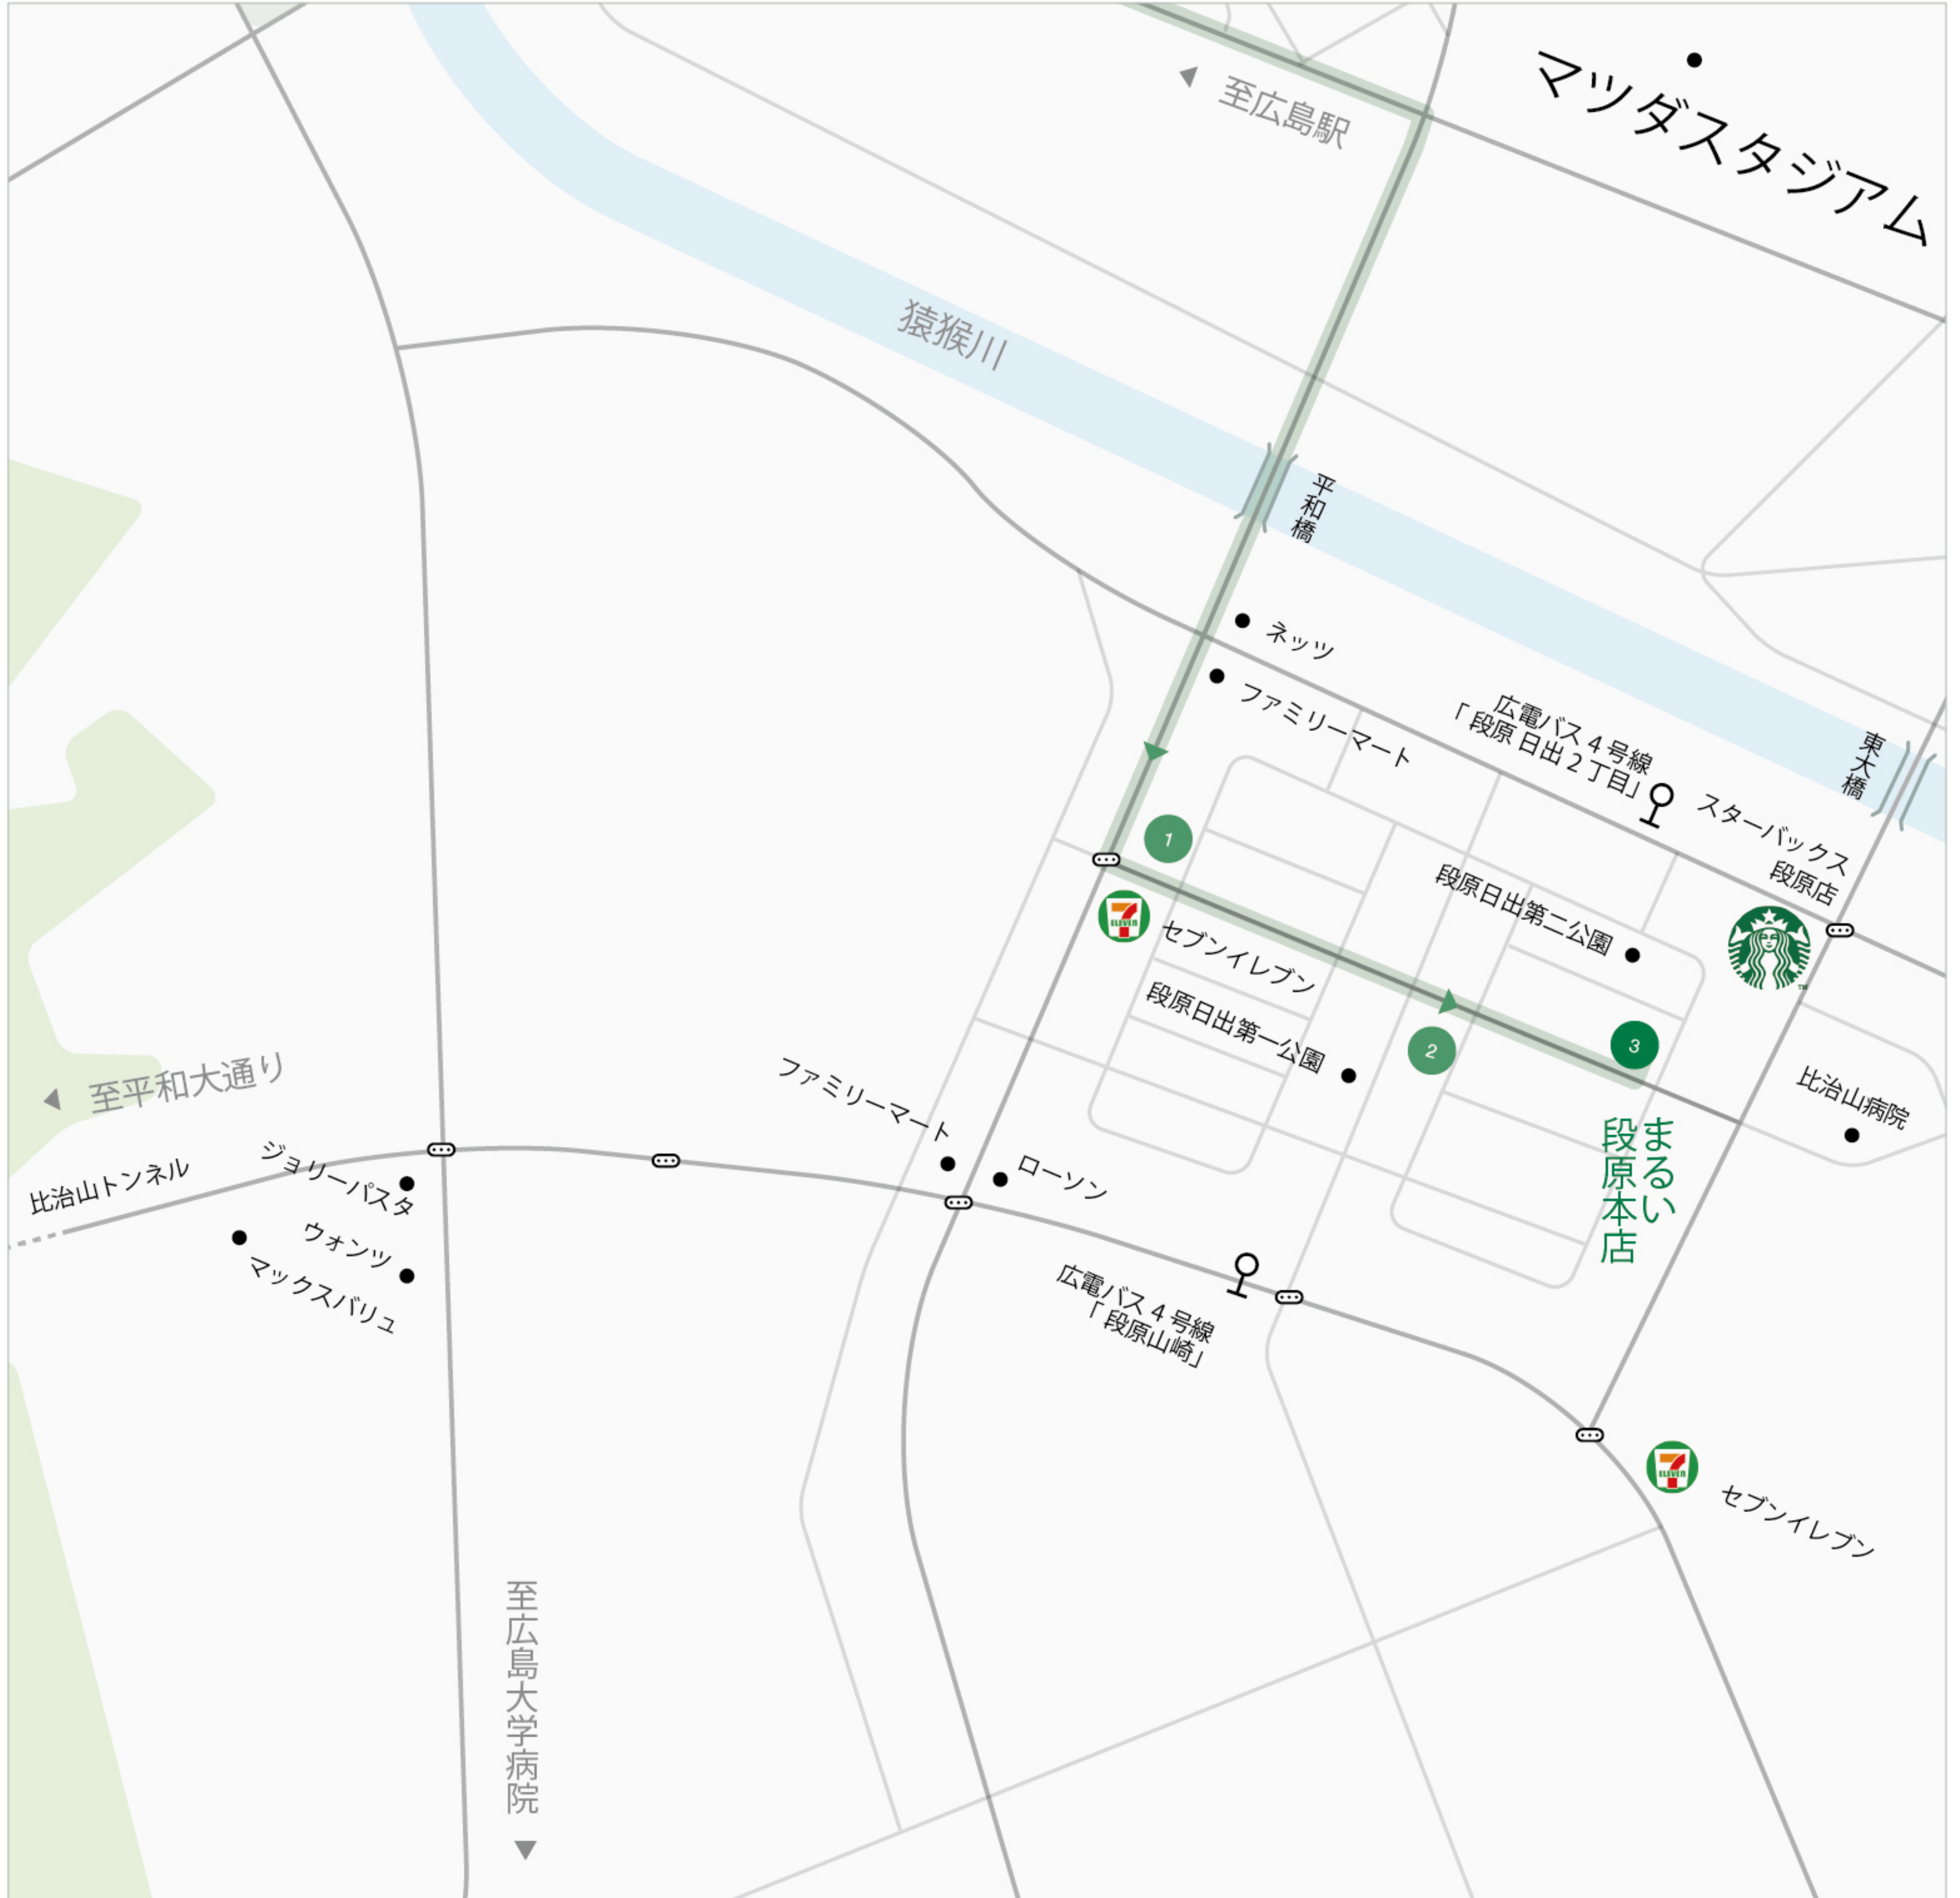 マツダスタジアム
至広島駅
猿猴川
平和橋
ネッツ
ファミリーマート
広電バス4号線
「段原日出2丁目」
東大橋
スターバックス
段原店
TM
1
段原日出第二公園
7
ELEVEN
セブンイレブン
段原日出第一公園
2
3
比治山病院
まるい
段原本店
至平和大通り
比治山トンネル
ジョリーパスタ
ウォンツ
マックスバリュ
ファミリーマート
ローソン
広電バス4号線
「段原山崎」
7
ELEVEN
セブンイレブン
至広島大学病院